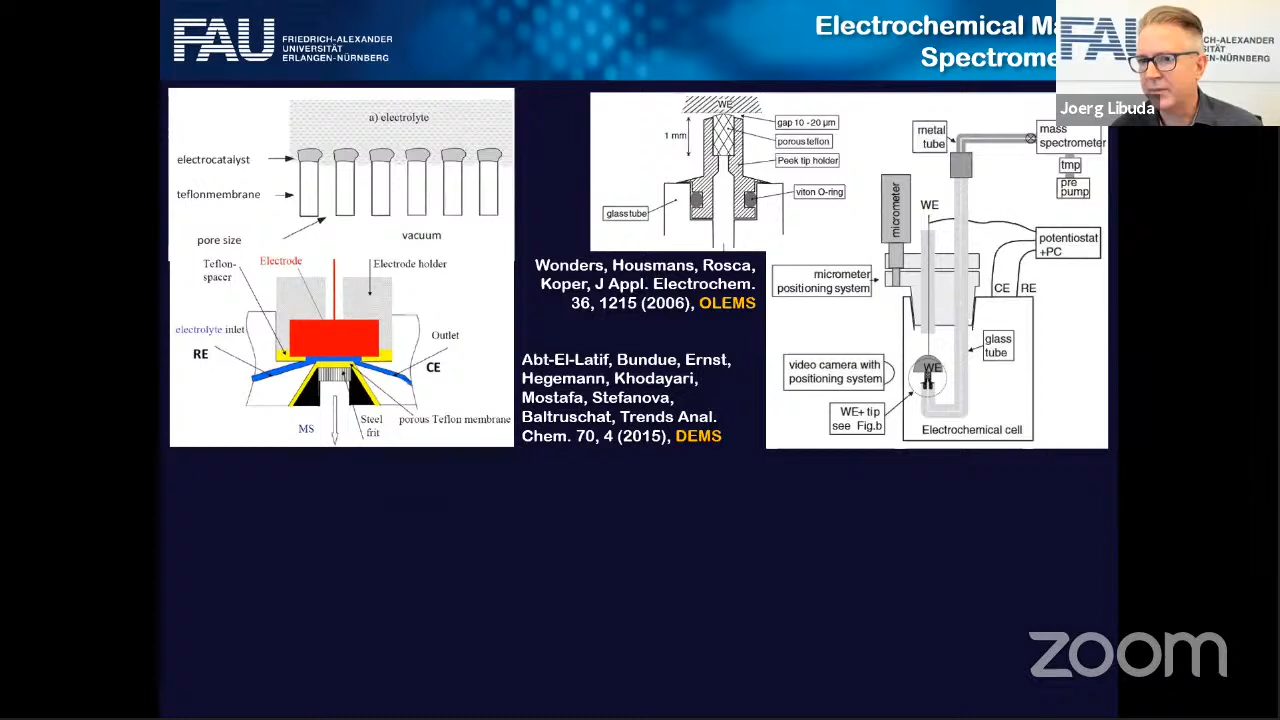 FAU
FRIEDRICH-ALEXANDER
UNIVERSITÄT
ERLANGEN-NÜRNBERG
Electrochemical
Joerg Libuda
a) electrolyte
electrocatalyst
teflonmembrane
pore size
vacuum
Teflon-
spacer
Electrode
Electrode holder
electrolyte inlet
Outlet
RE
CE
MS
Steel
frit
porous Teflon membrane
WE
1 mm
gap 10 - 20 µm
porous teflon
Peek tip holder
viton O-ring
glass tube
Wonders, Housmans, Rosca,
Koper, J Appl. Electrochem.
36, 1215 (2006), OLEMS
Abt-El-Latif, Bundue, Ernst,
Hegemann, Khodayari,
Mostafa, Stefanova,
Baltruschat, Trends Anal.
Chem. 70, 4 (2015), DEMS
metal
tube
mass
spectrometer
tmp
pre
pump
micrometer
WE
potentiostat
+PC
micrometer
positioning system
CE RE
glass
tube
video camera with
positioning system
WE
WE+ tip
see Fig.b
Electrochemical cell
zoom